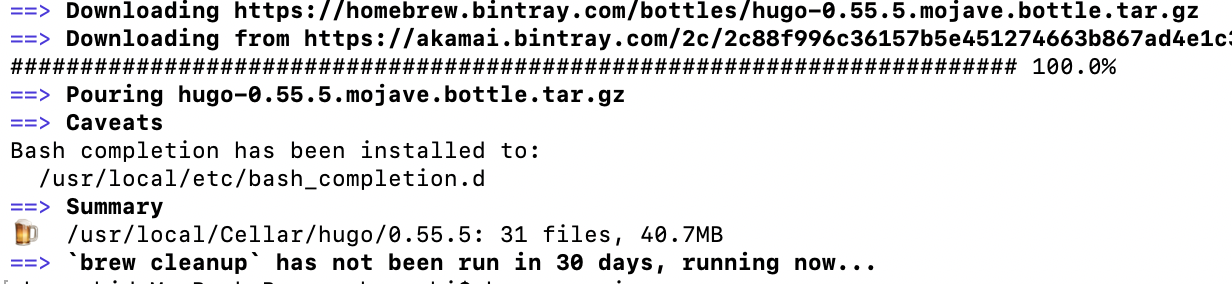 ==> Downloading https://homebrew.bintray.com/bottles/hugo-0.55.5.mojave.bottle.tar.gz
==> Downloading from https://akamai.bintray.com/2c/2c88f996c36157b5e451274663b867ad4e1c3
######################################################################## 100.0%
==> Pouring hugo-0.55.5.mojave.bottle.tar.gz
==> Caveats
Bash completion has been installed to:
/usr/local/etc/bash_completion.d
==> Summary
🍺 /usr/local/Cellar/hugo/0.55.5: 31 files, 40.7MB
==> `brew cleanup` has not been run in 30 days, running now...